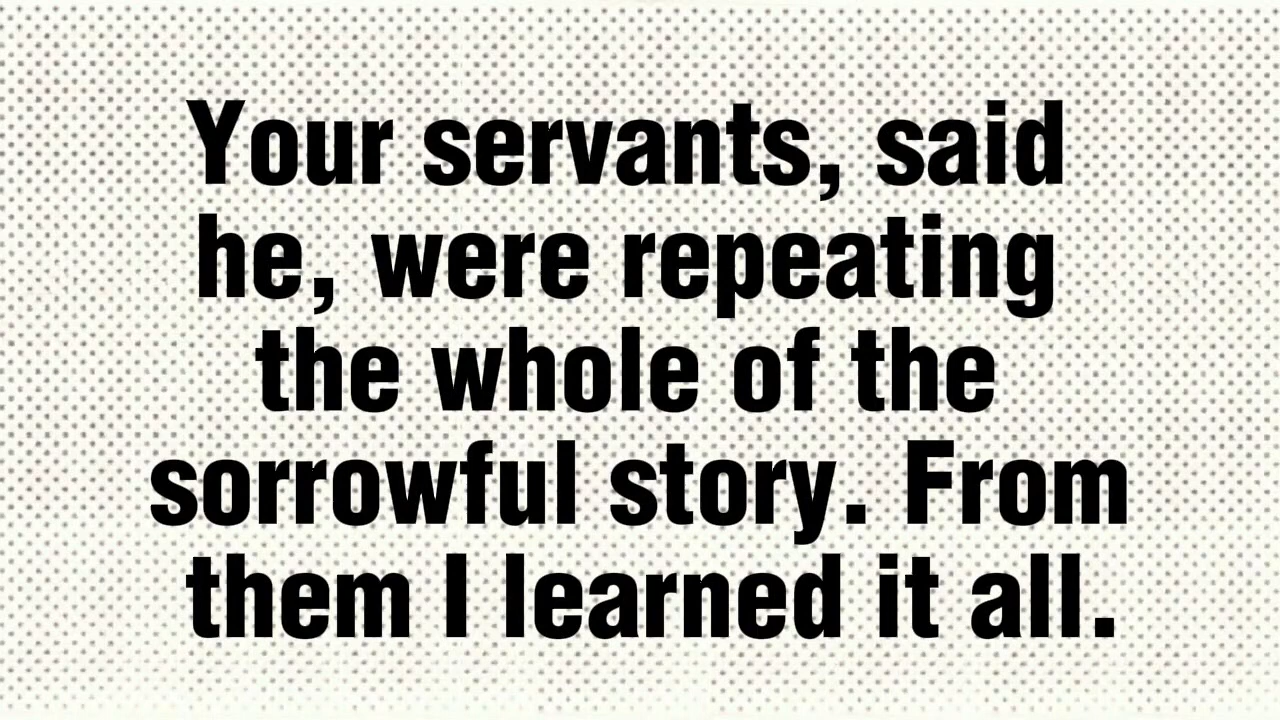 Your servants, said
he, were repeating
the whole of the
sorrowful story. From
them I learned it all.